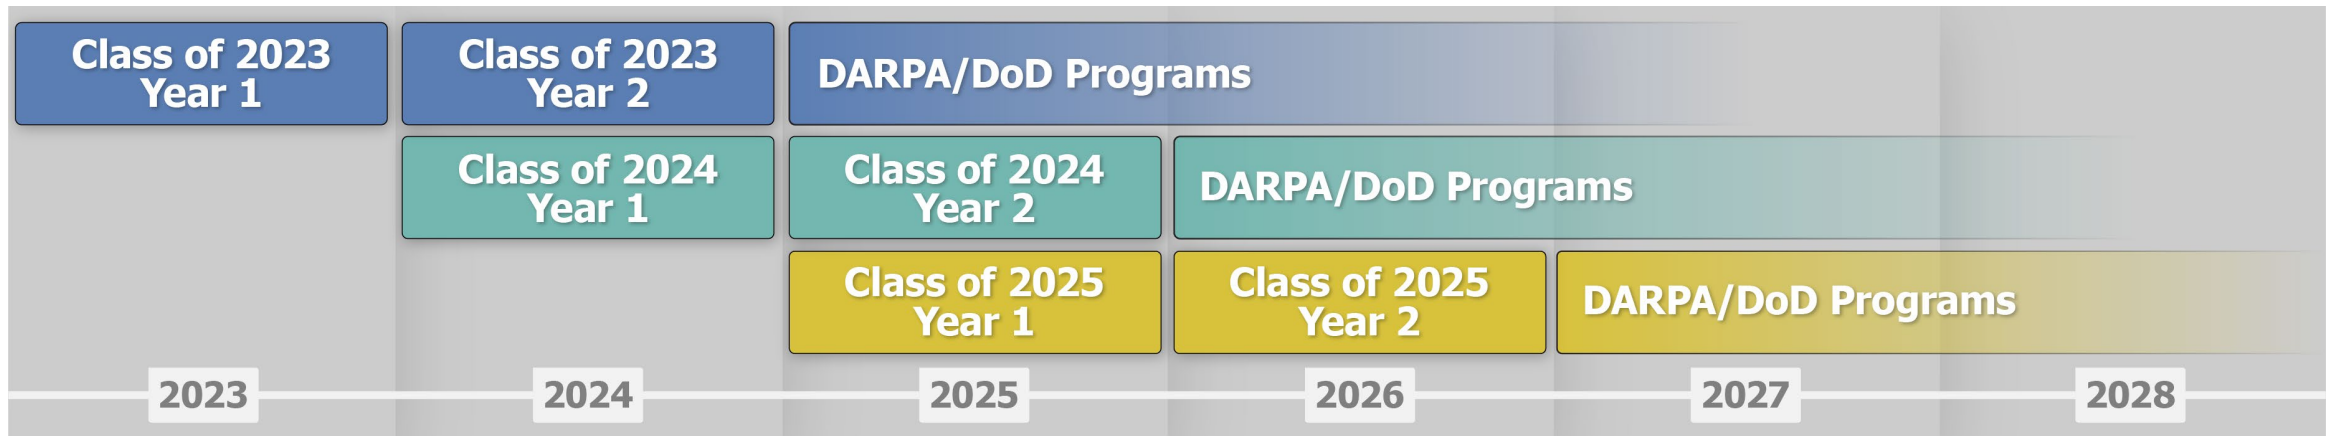 Class of 2023
Year 1
Class of 2023
Year 2
DARPA/DoD Programs
Class of 2024
Year 1
Class of 2024
Year 2
DARPA/DoD Programs
Class of 2025
Year 1
Class of 2025
Year 2
DARPA/DoD Programs
2023
2024
2025
2026
2027
2028